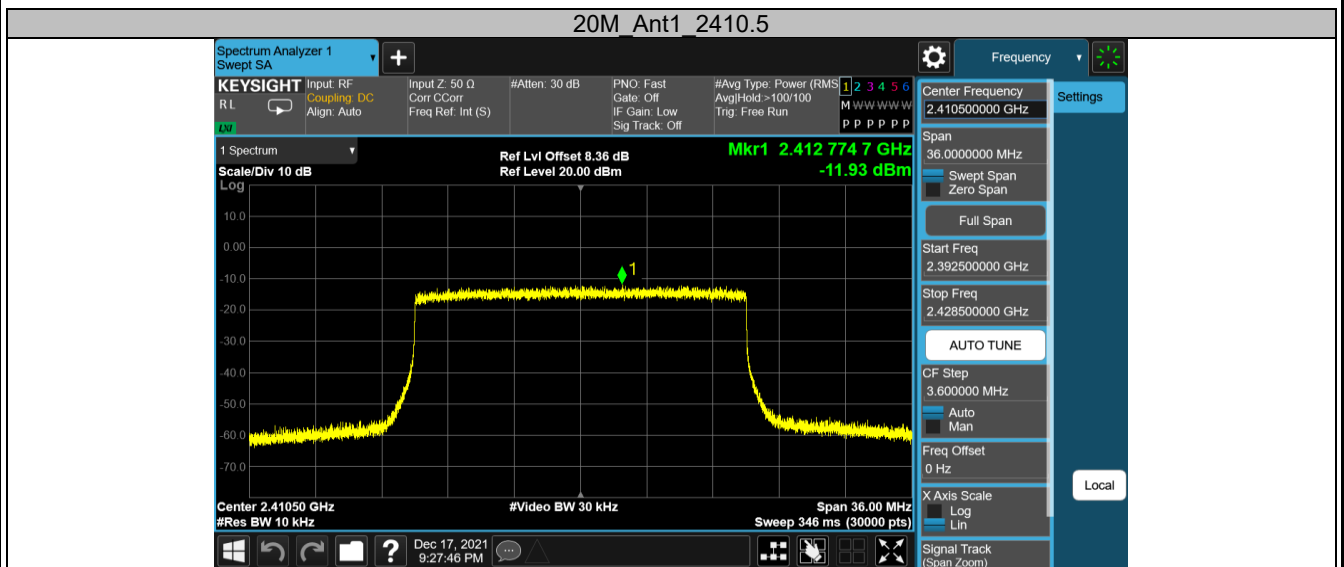 20M_Ant1_2410.5
Spectrum Analyzer 1
Swept SA
+
Frequency
KEYSIGHT
R L
LXI
Input: RF
Coupling: DC
Align: Auto
Input Z: 50 Ω
Corr CCorr
Freq Ref: Int (S)
#Atten: 30 dB
PNO: Fast
Gate: Off
IF Gain: Low
Sig Track: Off
#Avg Type: Power (RMS
Avg|Hold:>100/100
Trig: Free Run
1 2 3 4 5 6
M W W W W W
P P P P P P
1 Spectrum
Scale/Div 10 dB
Log
Ref Lvl Offset 8.36 dB
Ref Level 20.00 dBm
Mkr1 2.412 774 7 GHz
-11.93 dBm
10.0
0.00
-10.0
-20.0
-30.0
-40.0
-50.0
-60.0
-70.0
1
Center 2.41050 GHz
#Res BW 10 kHz
#Video BW 30 kHz
Span 36.00 MHz
Sweep 346 ms (30000 pts)
Center Frequency
2.410500000 GHz
Settings
Span
36.0000000 MHz
Swept Span
Zero Span
Full Span
Start Freq
2.392500000 GHz
Stop Freq
2.428500000 GHz
AUTO TUNE
CF Step
3.600000 MHz
Auto
Man
Freq Offset
0 Hz
X Axis Scale
Log
Lin
Signal Track
(Span Zoom)
Local
?
Dec 17, 2021
9:27:46 PM